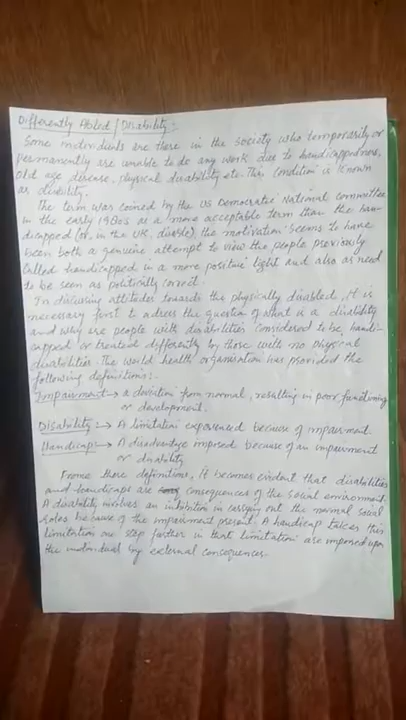 Differently Abled / Disability :-
Some individuals are there in the society who temporarily or
permanently are unable to do any work due to handicappedness,
Old age disease, physical disability etc. This condition is known
as disability.
The term was coined by the US Democratic National committee
in the early 1980s as a more acceptable term than the han-
dicapped (or, in the UK, disabled) the motivation seems to have
been both a genuine attempt to view the people previously
called handicapped in a more positive light and also as need
to be seen as politically correct.
In discussing attitudes towards the physically disabled, it is
necessary first to adress the question of what is a disability
and why are people with disabilities considered to be handi-
capped or treated differently by those with no physical
disabilities. The world health organisation has provided the
following definitions:-
Impairment → a deviation from normal, resulting in poor functioning
or development.
Disability → A limitation experienced because of impairment.
Handicap → A disadvantage imposed because of an impairment
or disability.
From these definitions, it becomes evident that disabilities
and handicaps are consequences of the social environment.
A disability involves an inhibition in carrying out the normal social
roles because of the impairment present. A handicap takes this
limitation one step further in that limitation are imposed upon
the individual by external consequences.